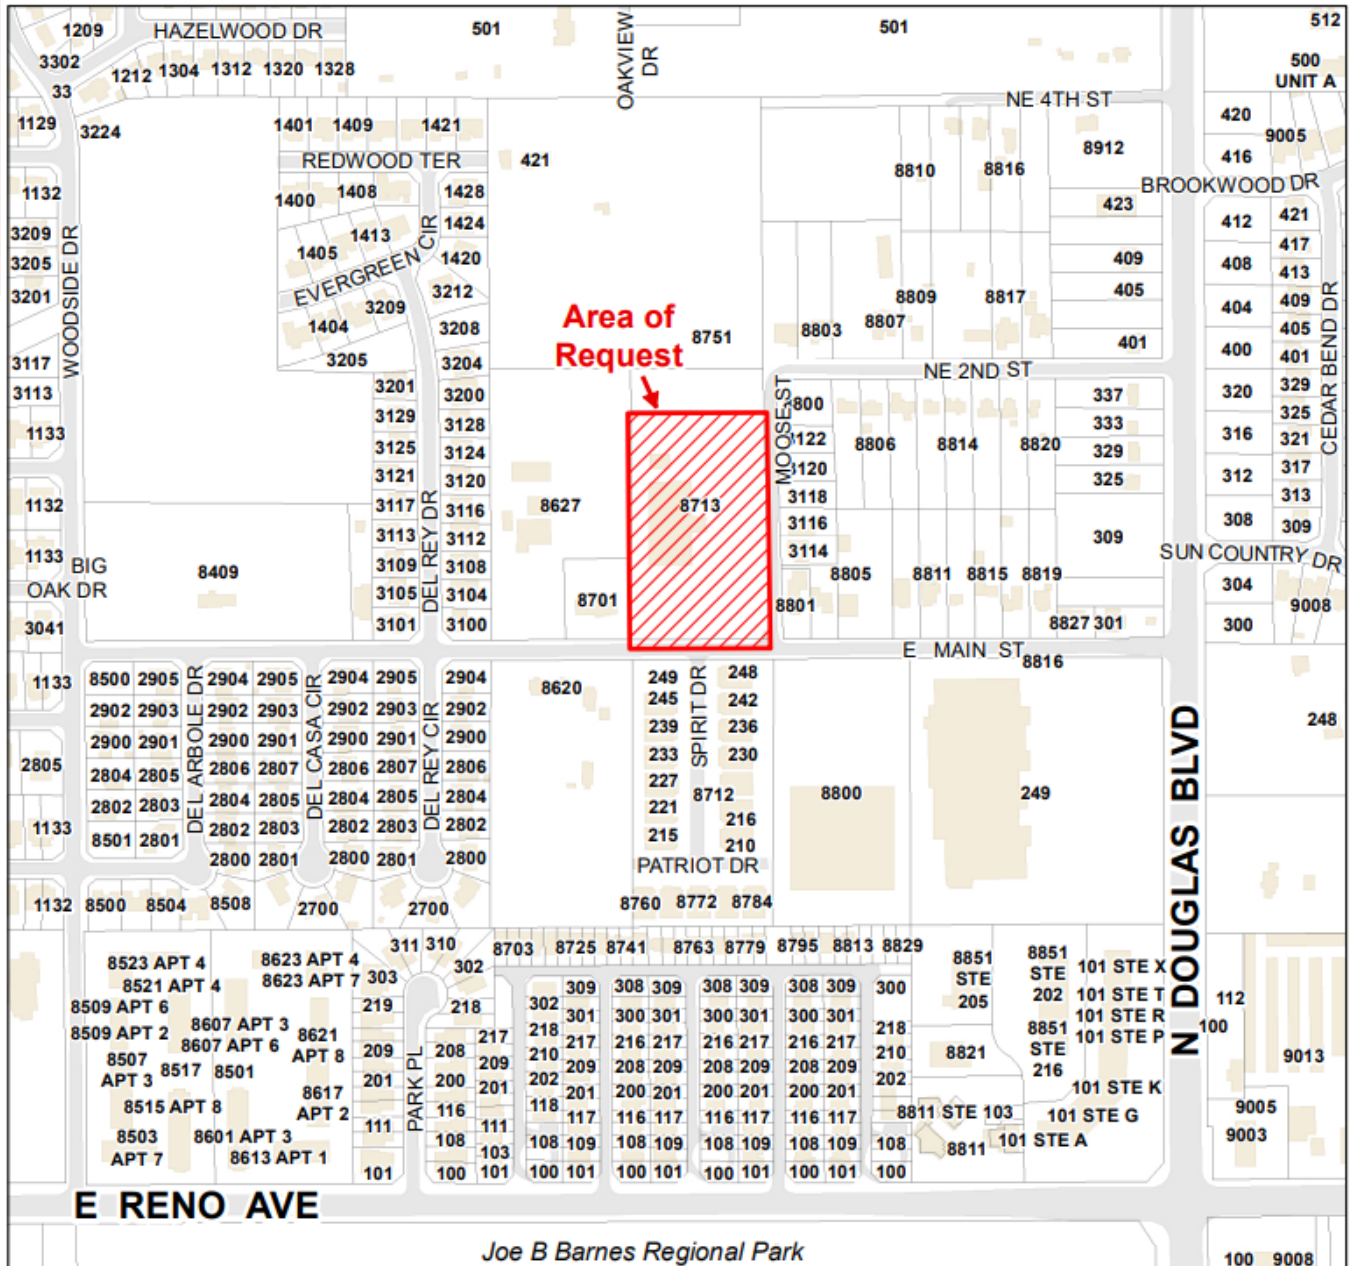 1209
HAZELWOOD DR
501
OAKVIEW DR
501
512
3302
1212 1304 1312 1320 1328
500
UNIT A
33
NE 4TH ST
1129
3224
1401 1409 1421
420
9005
REDWOOD TER
421
8810 8816
8912
416
BROOKWOOD DR
1132
1400 1408 1428
423
3209
1413
1424
412 421
WOODSIDE DR
CIR
417
3205
1405
1420
409
408
413
3201
EVERGREEN
3212
8809 8817
405
404
409
3209
Area of
Request
8807
8803
1404
3208
8751
405
401
3117
3205
3204
400
401
NE 2ND ST
CEDAR BEND DR
3113
3201
3200
MOOSE ST
800
337
320
329
3129
3128
333
325
1133
3125
3124
3122
8806 8814 8820
329
316
321
3121
3120
3120
325
312
317
1132
3117
3116
8627
8713
3118
313
DEL REY DR
3113
3112
3116
308
309
1133
3109
3108
3114
309
SUN COUNTRY DR
BIG
OAK DR
8409
8805 8811 8815 8819
3105
3104
8701
8801
304
9008
3041
3101
3100
8827 301
300
E MAIN ST
8816
1133
8500 2905
DEL ARBOLE DR
2904 2905
DEL CASA CIR
2904 2905
DEL REY CIR
2904
8620
249
SPIRIT DR
248
2902 2903 2902 2903 2902 2903 2902
245 242
N DOUGLAS BLVD
248
2900 2901 2900 2901 2900 2901 2900
239 236
2805
2804 2805 2806 2807 2806 2807 2806
233 230
227
2802 2803 2804 2805 2804 2805 2804
8712
8800
249
221
216
1133
8501 2801 2802 2803 2802 2803 2802
215
210
2800 2801 2800 2801 2800
PATRIOT DR
1132
8500 8504 8508 2700 2700
8760 8772 8784
311 310
8703 8725 8741 8763 8779 8795 8813 8829
8523 APT 4
8623 APT 4
8851
STE
205
8851
STE
202
101 STE X
8521 APT 4
8623 APT 7
303
302
8509 APT 6
219
218
302
309 308 309 308 309 308 309 300
101 STE T
112
8607 APT 3
301 300 301 300 301 300 301
101 STE R
100
8509 APT 2
8607 APT 6
8621
APT 8
217
218
217 216 217 216 217 216 217 218
8851
STE
216
101 STE P
8507
APT 3
8517
8501
209
208
209
210
209 208 209 208 209 208 209 210
8821
9013
8617
APT 2
201
200
201
202
201 200 201 200 201 200 201 202
101 STE K
PARK PL
8515 APT 8
116
118
117 116 117 116 117 116 117
8811 STE 103
101 STE G
9005
8503
APT 7
8601 APT 3
111
111
9003
8613 APT 1
108
103
108
109 108 109 108 109 108 109 108
8811
101 STE A
101
100
101
100
101 100 101 100 101 100 101 100
E RENO AVE
Joe B Barnes Regional Park
100 9008